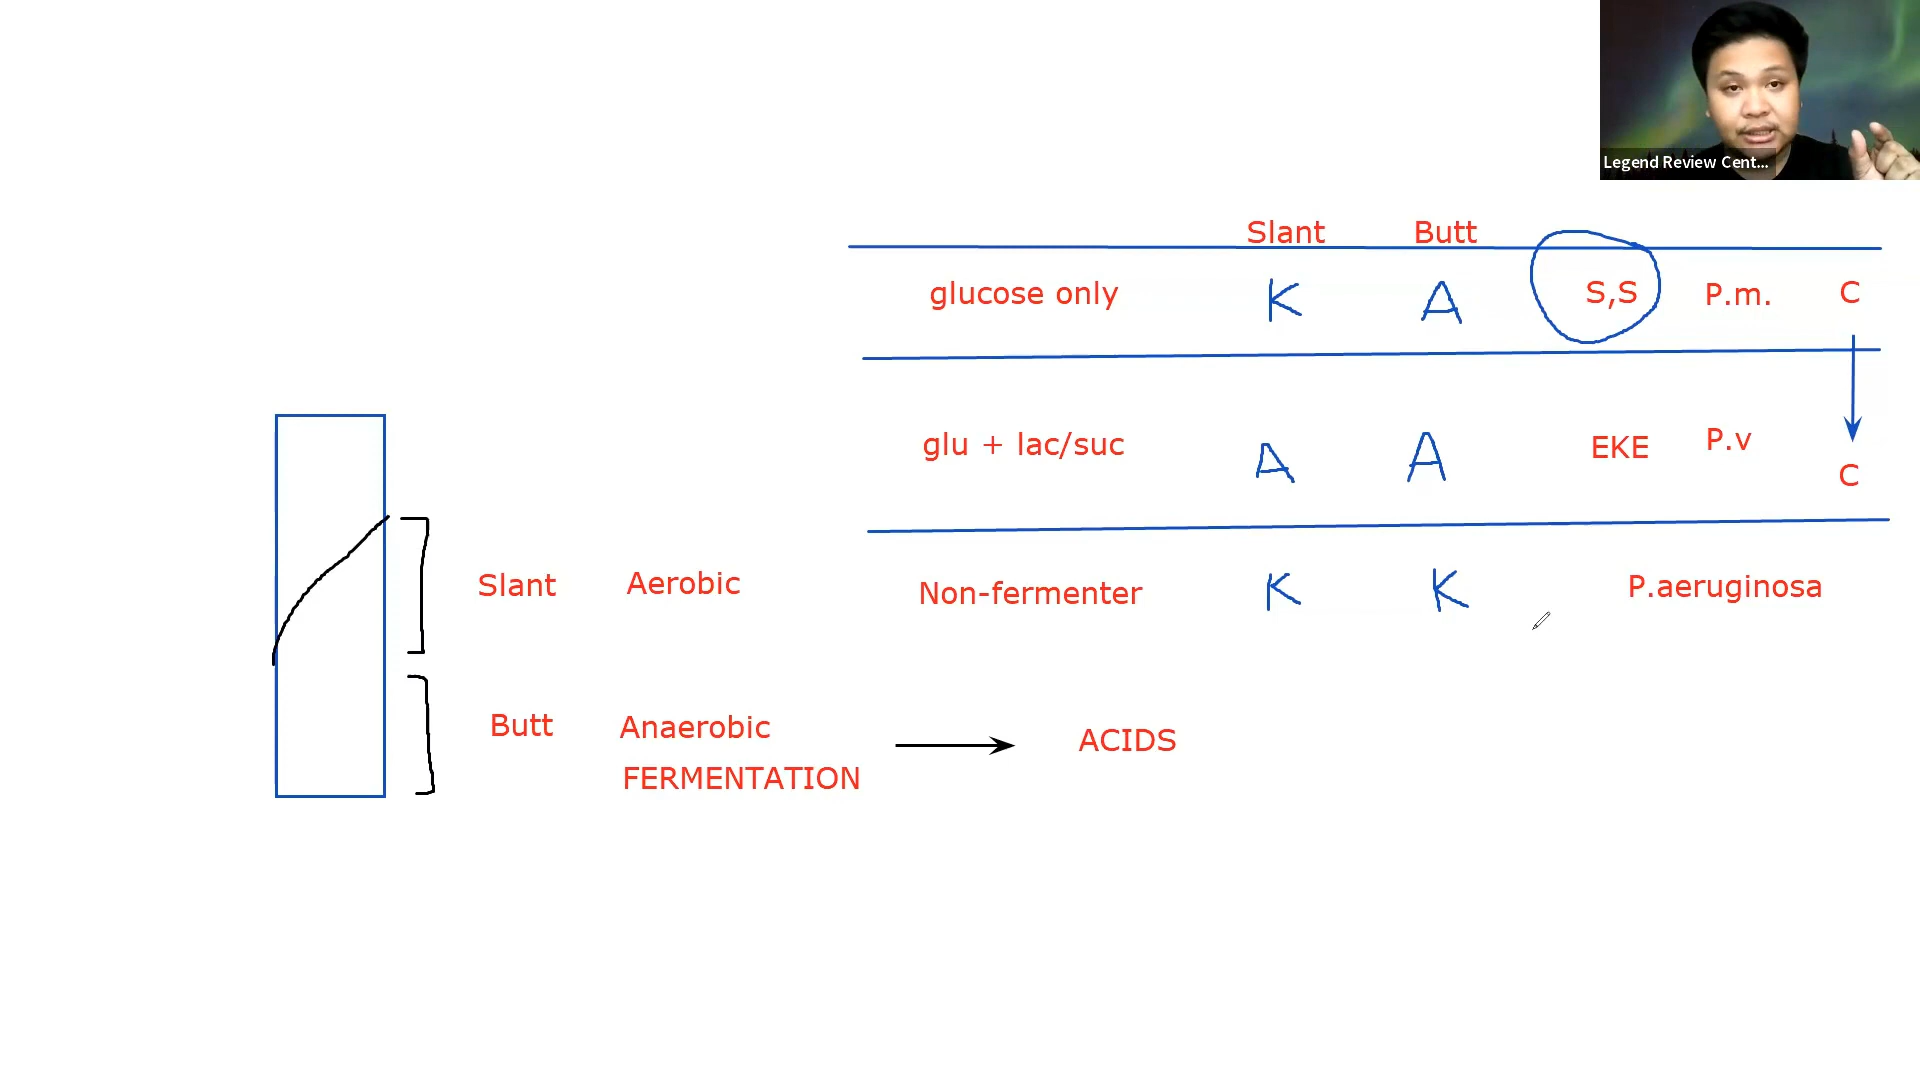 Legend Review Cent...
Slant Butt
glucose only K A S,S P.m. C
glu + lac/suc A A EKE P.v
C
Slant Aerobic
Non-fermenter K K P.aeruginosa
Butt Anaerobic ACIDS
FERMENTATION